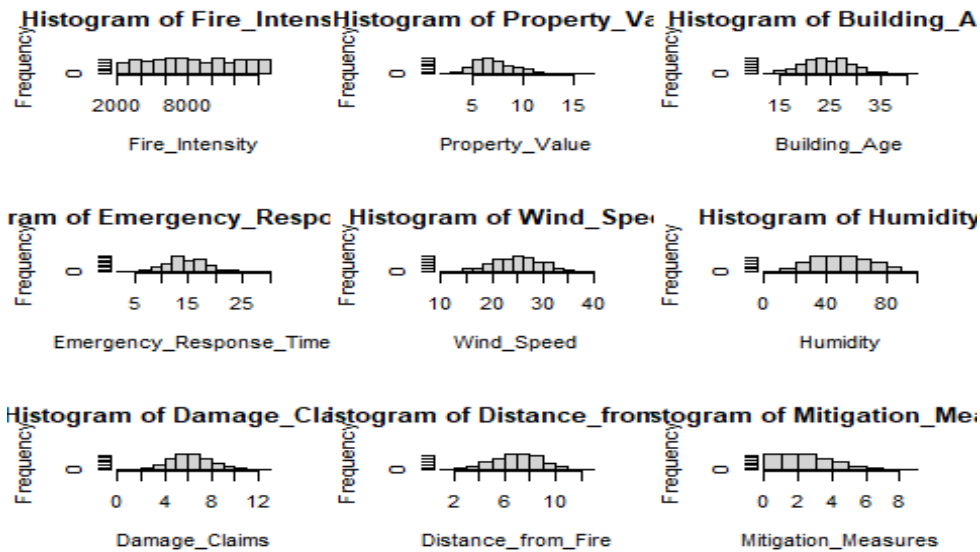 Histogram of Fire_Intens
Frequency
0
2000 8000
Fire_Intensity
Histogram of Property_Va
Frequency
0
5 10 15
Property_Value
Histogram of Building_A
Frequency
0
15 25 35
Building_Age
ram of Emergency_Respo
Frequency
0
5 15 25
Emergency_Response_Time
Histogram of Wind_Spee
Frequency
0
10 20 30 40
Wind_Speed
Histogram of Humidity
Frequency
0
0 40 80
Humidity
Histogram of Damage_Cla
Frequency
0
0 4 8 12
Damage_Claims
istogram of Distance_from
Frequency
0
2 6 10
Distance_from_Fire
stogram of Mitigation_Mea
Frequency
0
0 2 4 6 8
Mitigation_Measures